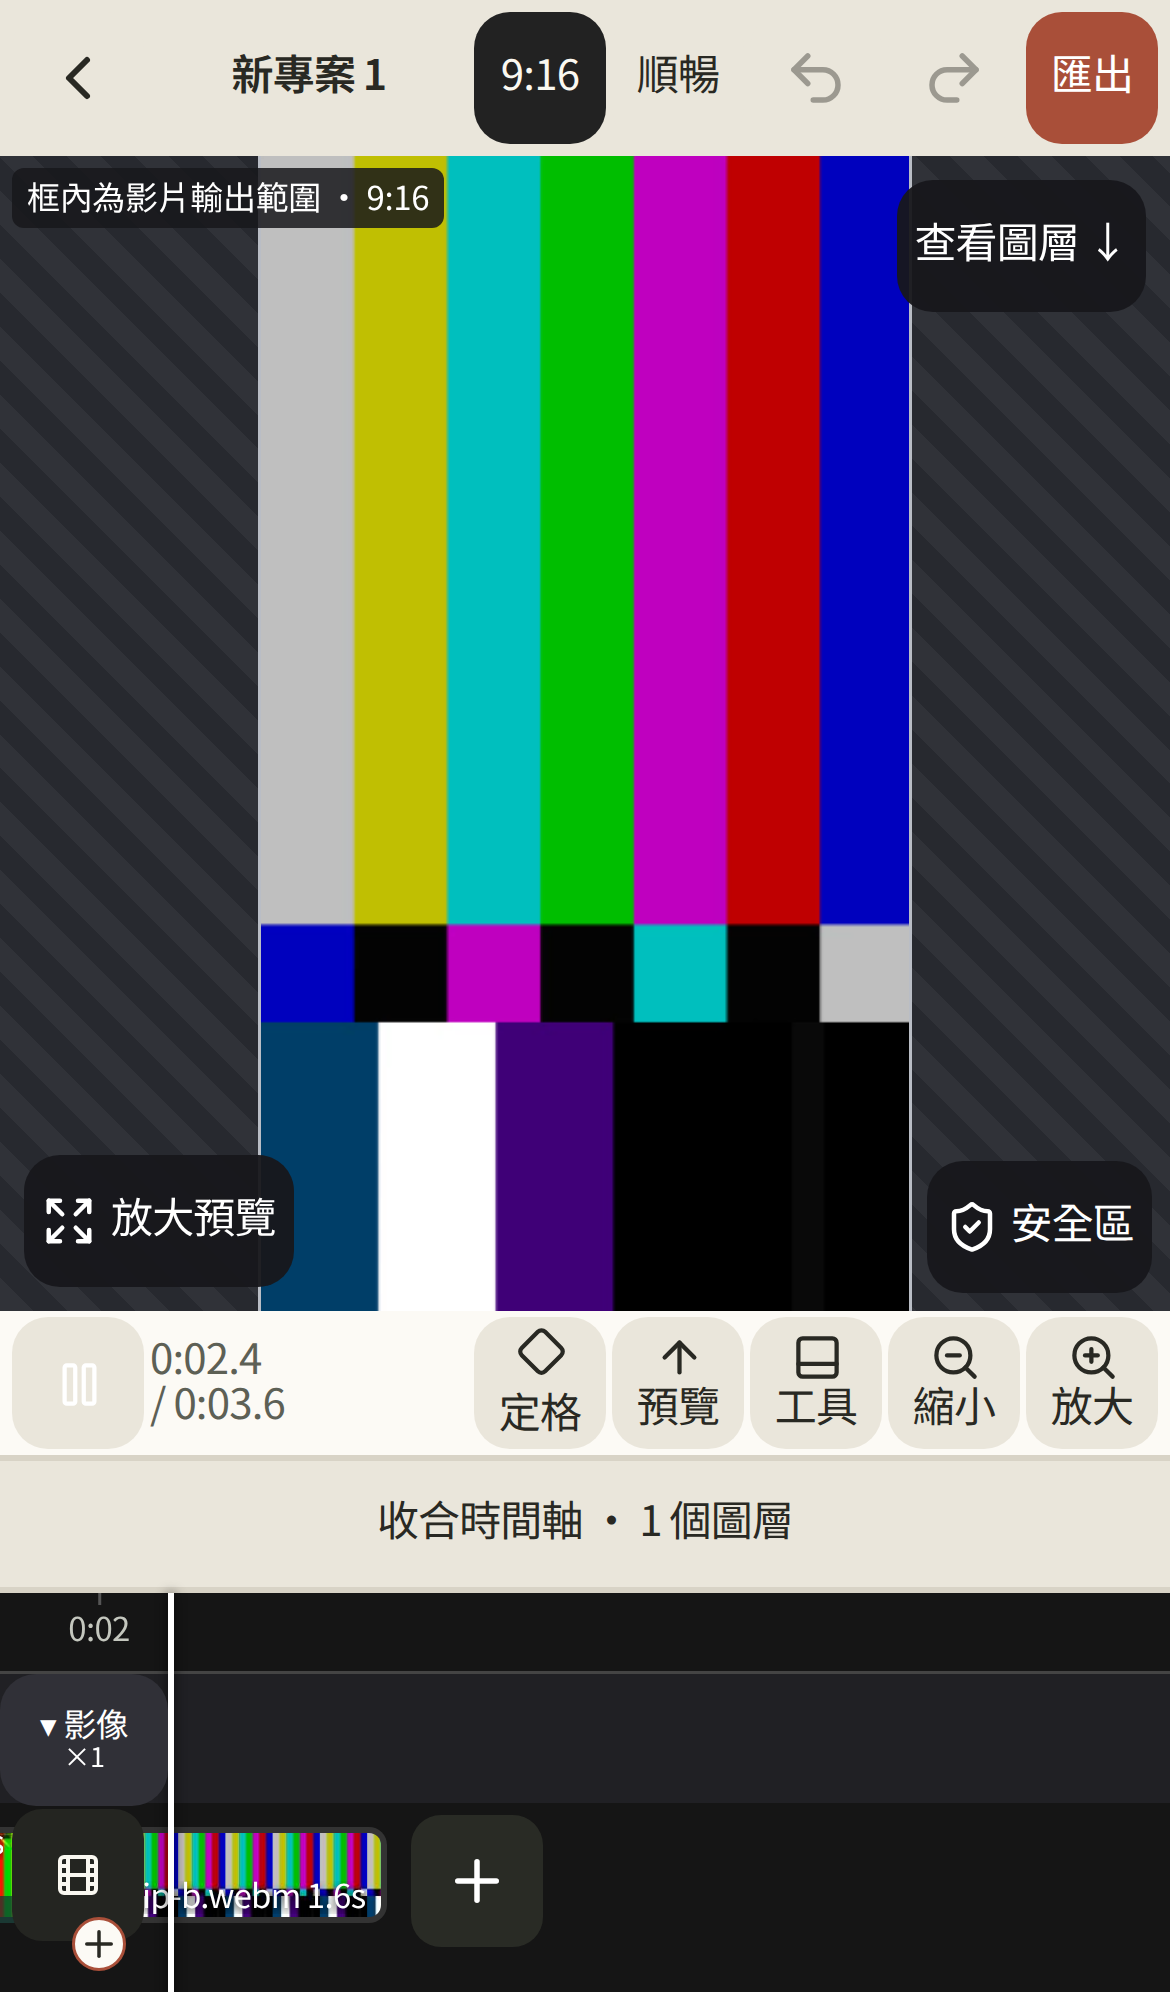 新專案 1
9:16
順暢
匯出
框內為影片輸出範圍 · 9:16
查看圖層 ↓
放大預覽
安全區
0:02.4
/ 0:03.6
定格
預覽
工具
縮小
放大
收合時間軸 · 1 個圖層
0:02
▾ 影像
×1
ip-b.webm 1.6s